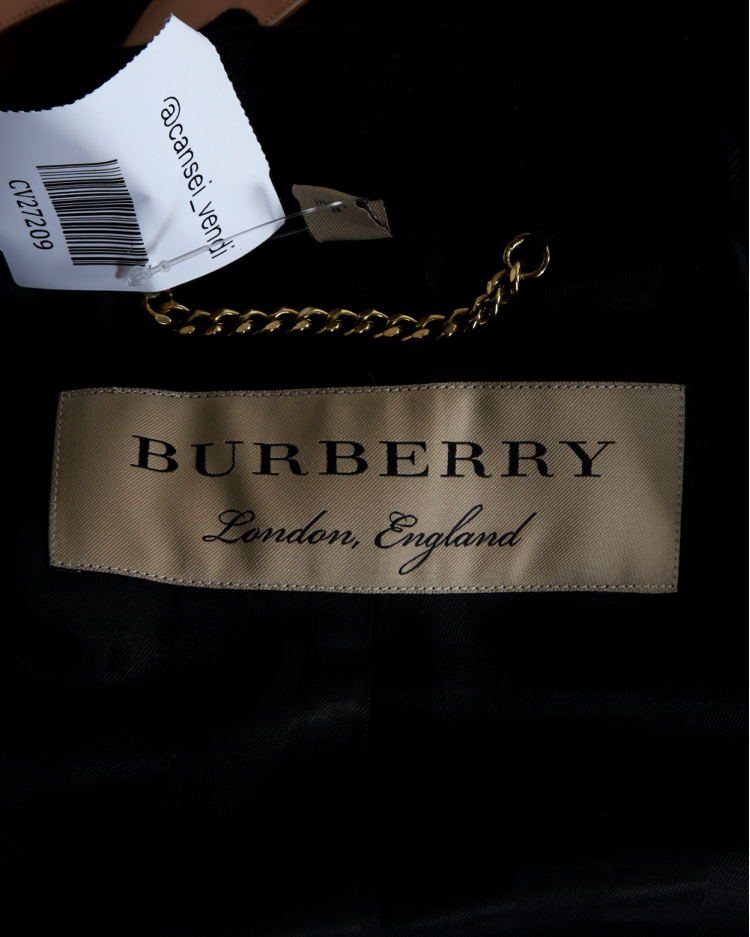 @cansei_vendi
CV27209
BURBERRY
London, England